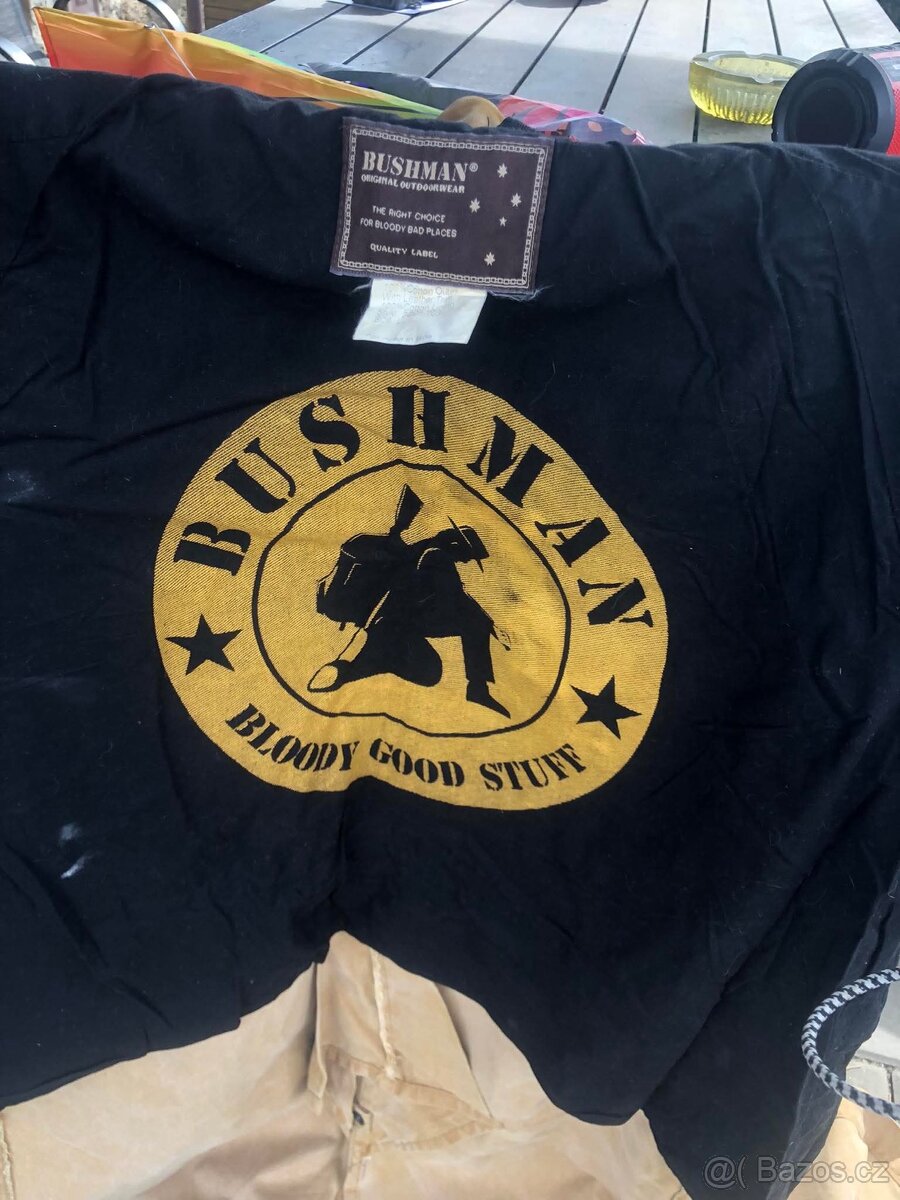 BUSHMAN®
ORIGINAL OUTDOORWEAR
THE RIGHT CHOICE
FOR BLOODY BAD PLACES
QUALITY LABEL
BUSHMAN
BLOODY GOOD STUFF
@( Bazos.cz